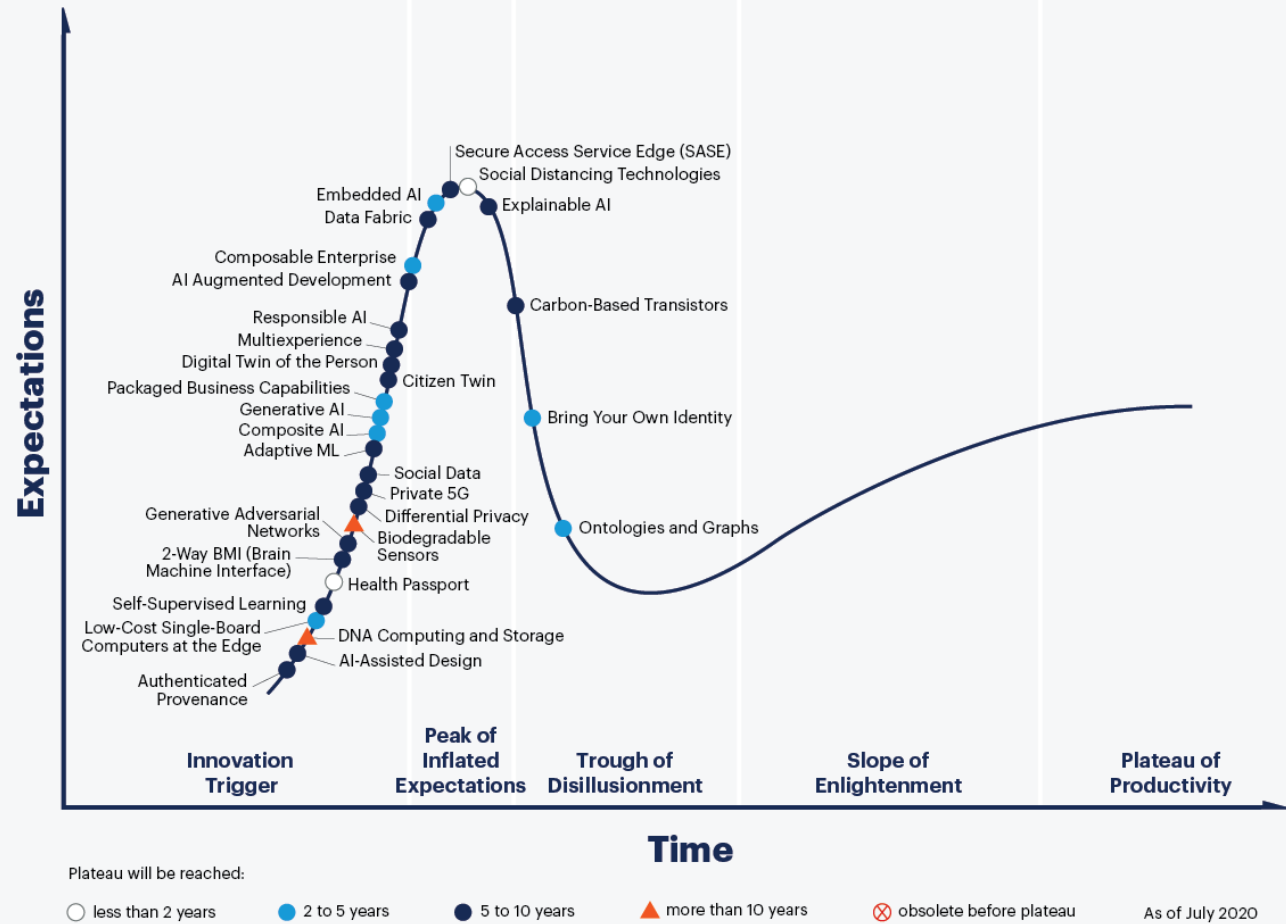 Expectations
Secure Access Service Edge (SASE)
Social Distancing Technologies
Embedded AI
Explainable AI
Data Fabric
Composable Enterprise
AI Augmented Development
Carbon-Based Transistors
Responsible AI
Multiexperience
Digital Twin of the Person
Citizen Twin
Packaged Business Capabilities
Generative AI
Bring Your Own Identity
Composite AI
Adaptive ML
Social Data
Private 5G
Generative Adversarial
Networks
Differential Privacy
Ontologies and Graphs
Biodegradable
Sensors
2-Way BMI (Brain
Machine Interface)
Health Passport
Self-Supervised Learning
Low-Cost Single-Board
Computers at the Edge
DNA Computing and Storage
AI-Assisted Design
Authenticated
Provenance
Innovation
Trigger
Peak of
Inflated
Expectations
Trough of
Disillusionment
Slope of
Enlightenment
Plateau of
Productivity
Time
Plateau will be reached:
less than 2 years
2 to 5 years
5 to 10 years
more than 10 years
obsolete before plateau
As of July 2020